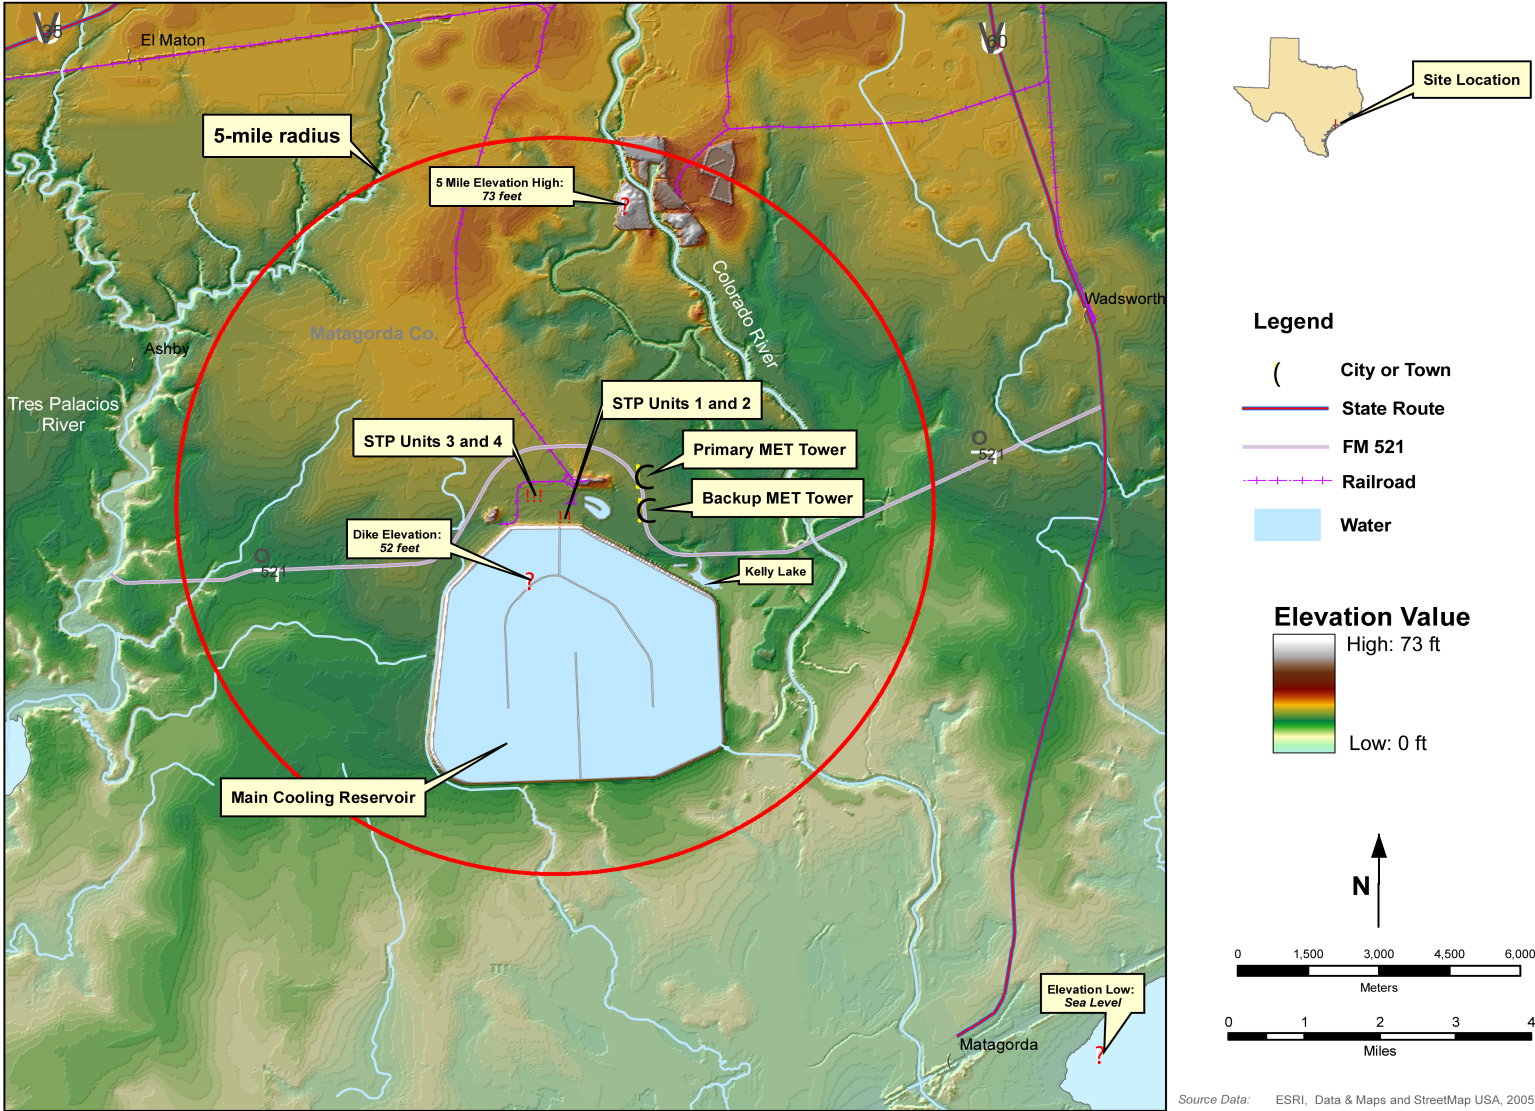 35
El Maton
60
5-mile radius
5 Mile Elevation High:
73 feet
Colorado River
Wadsworth
Matagorda Co.
Ashby
Tres Palacios
River
STP Units 1 and 2
STP Units 3 and 4
Primary MET Tower
Backup MET Tower
521
!!!
!!
Dike Elevation:
52 feet
?
Kelly Lake
521
Main Cooling Reservoir
Elevation Low:
Sea Level
?
Matagorda
?
Site Location
Legend
City or Town
State Route
FM 521
Railroad
Water
Elevation Value
High: 73 ft
Low: 0 ft
N
0 1,500 3,000 4,500 6,000
Meters
0 1 2 3 4
Miles
Source Data: ESRI, Data & Maps and StreetMap USA, 2005